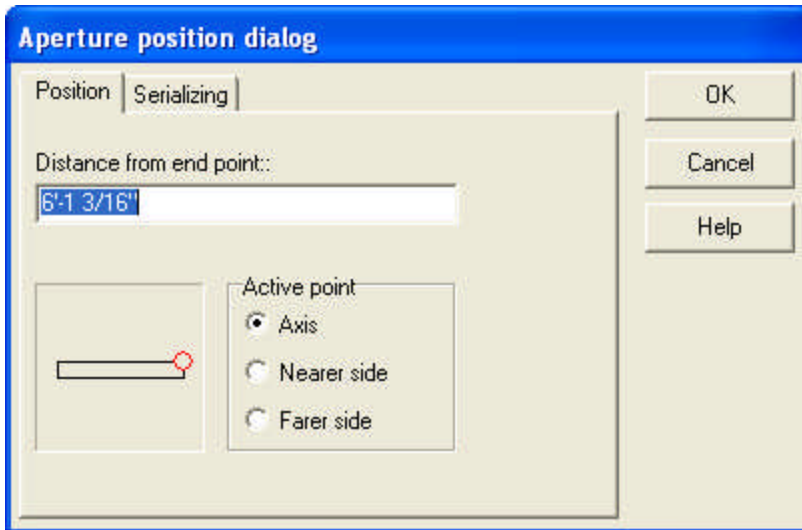 Aperture position dialog
Position
Serializing
OK
Distance from end point::
Cancel
6'-1 3/16"
Help
Active point
Axis
Nearer side
Farer side